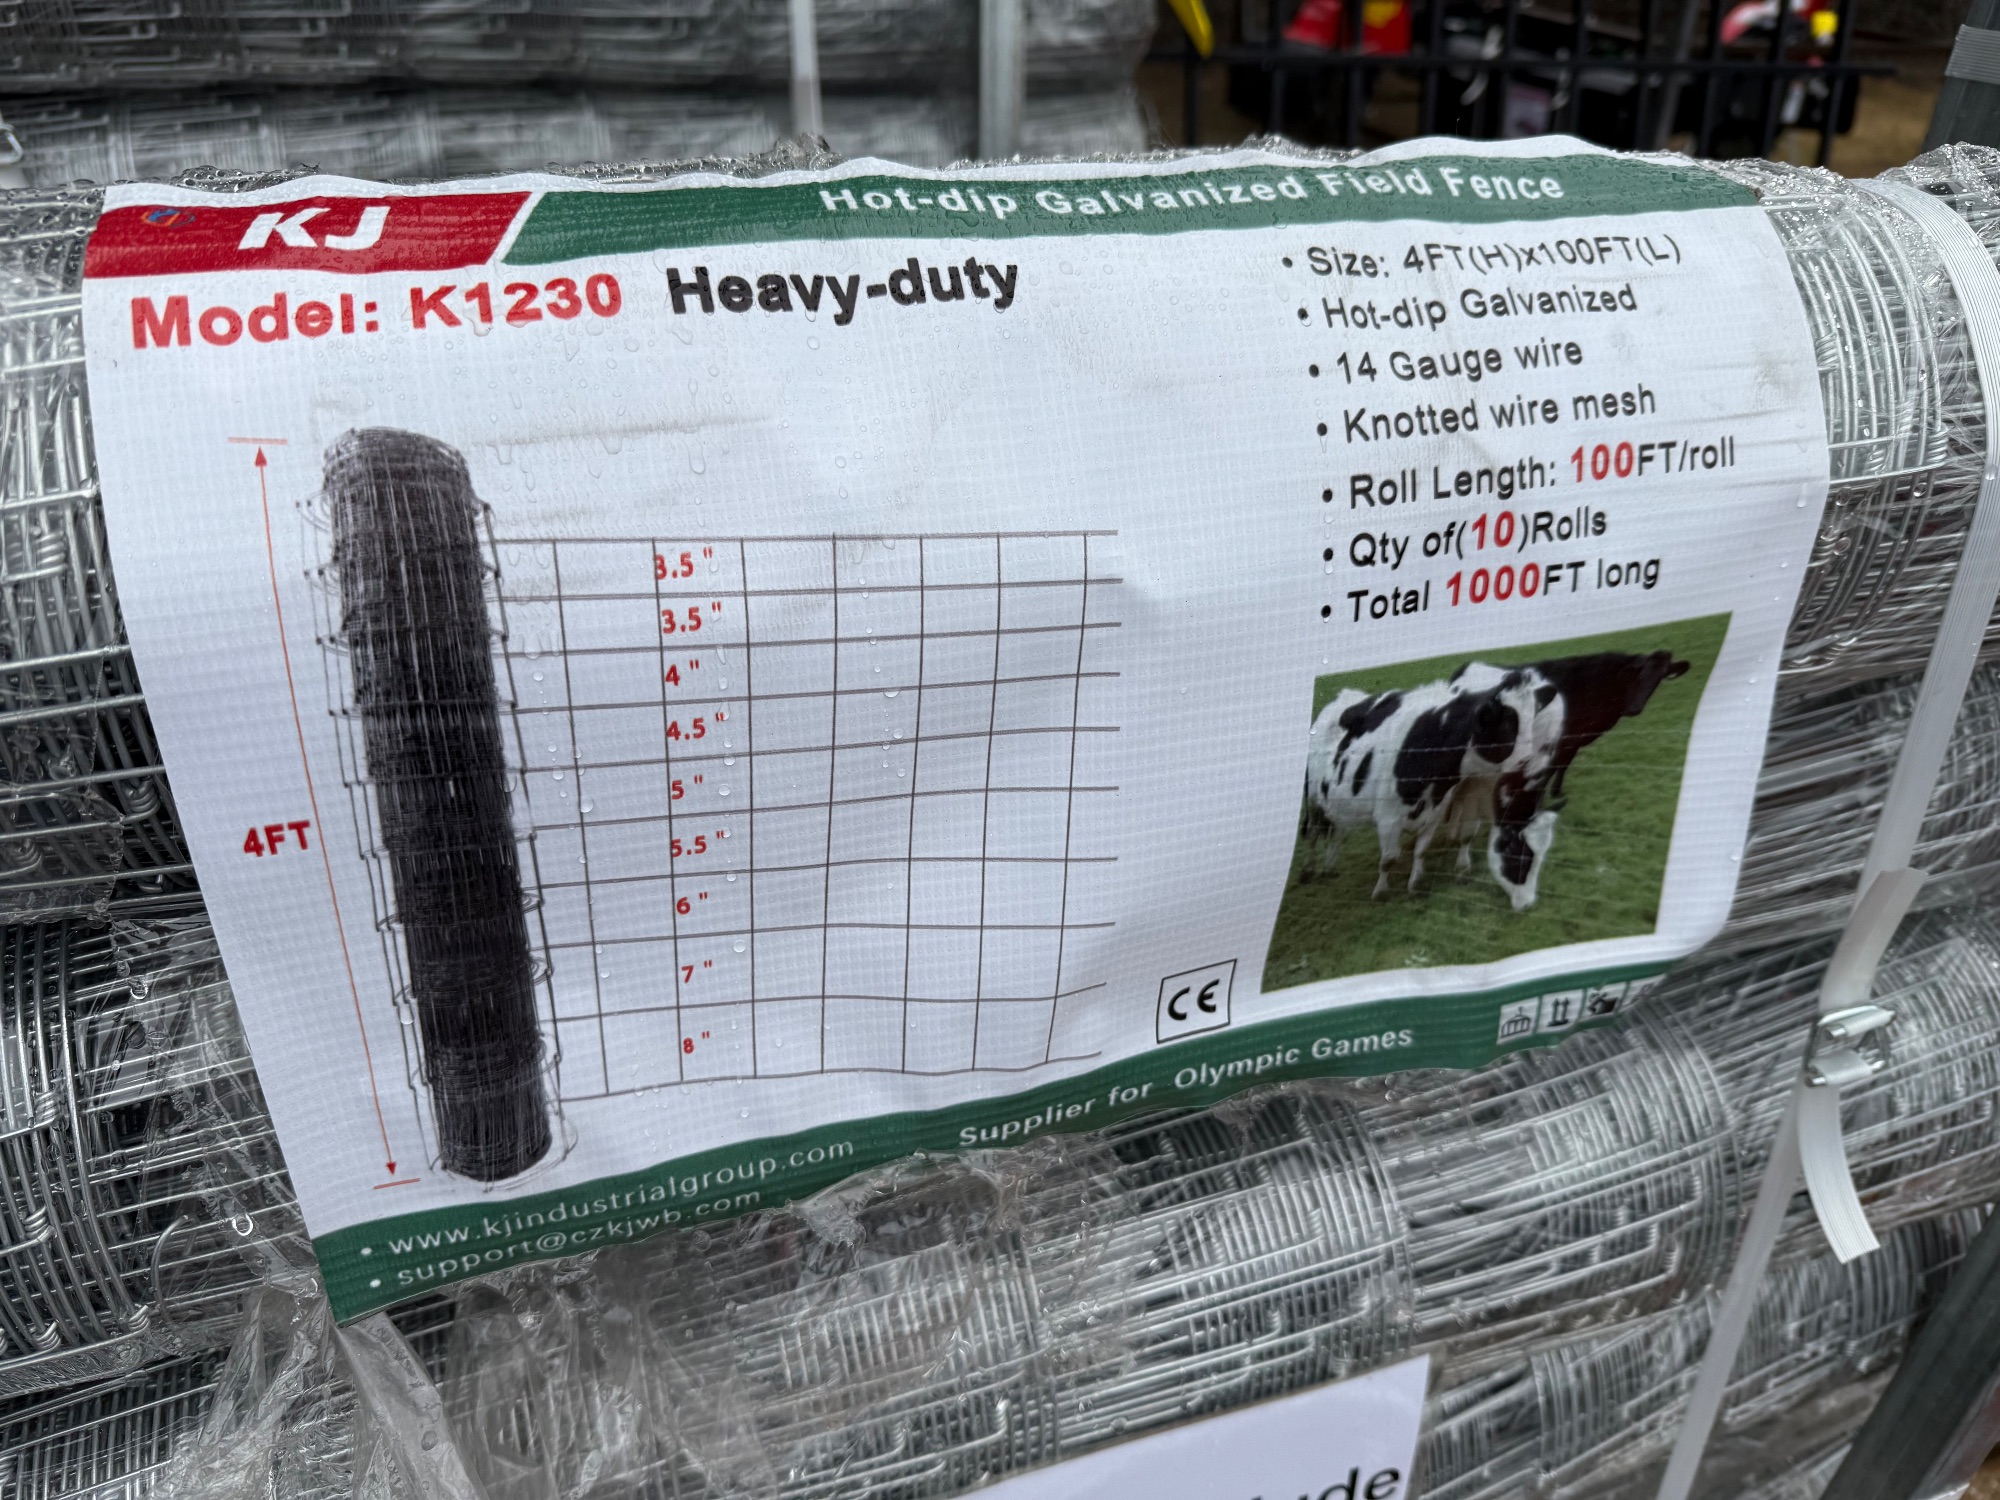 KJ
Hot-dip Galvanized Field Fence
Model: K1230 Heavy-duty
• Size: 4FT(H)x100FT(L)
• Hot-dip Galvanized
• 14 Gauge wire
• Knotted wire mesh
• Roll Length: 100FT/roll
• Qty of(10)Rolls
• Total 1000FT long
3.5 "
3.5 "
4 "
4.5 "
5 "
5.5 "
6 "
7 "
8 "
4FT
CE
• www.kjindustrialgroup.com
• support@czkjwb.com
Supplier for Olympic Games